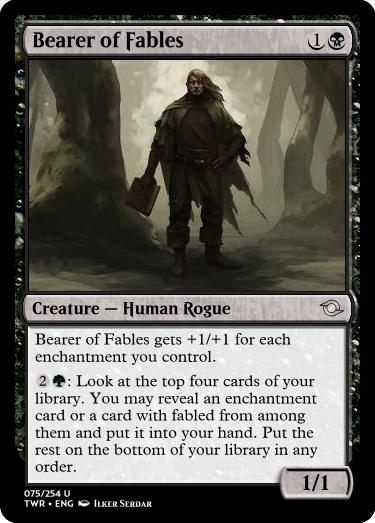 Bearer of Fables 1
Creature — Human Rogue
Bearer of Fables gets +1/+1 for each
enchantment you control.
2 : Look at the top four cards of your
library. You may reveal an enchantment
card or a card with fabled from among
them and put it into your hand. Put the
rest on the bottom of your library in any
order.
1/1
075/254 U
TWR • ENG Ilker Serdar